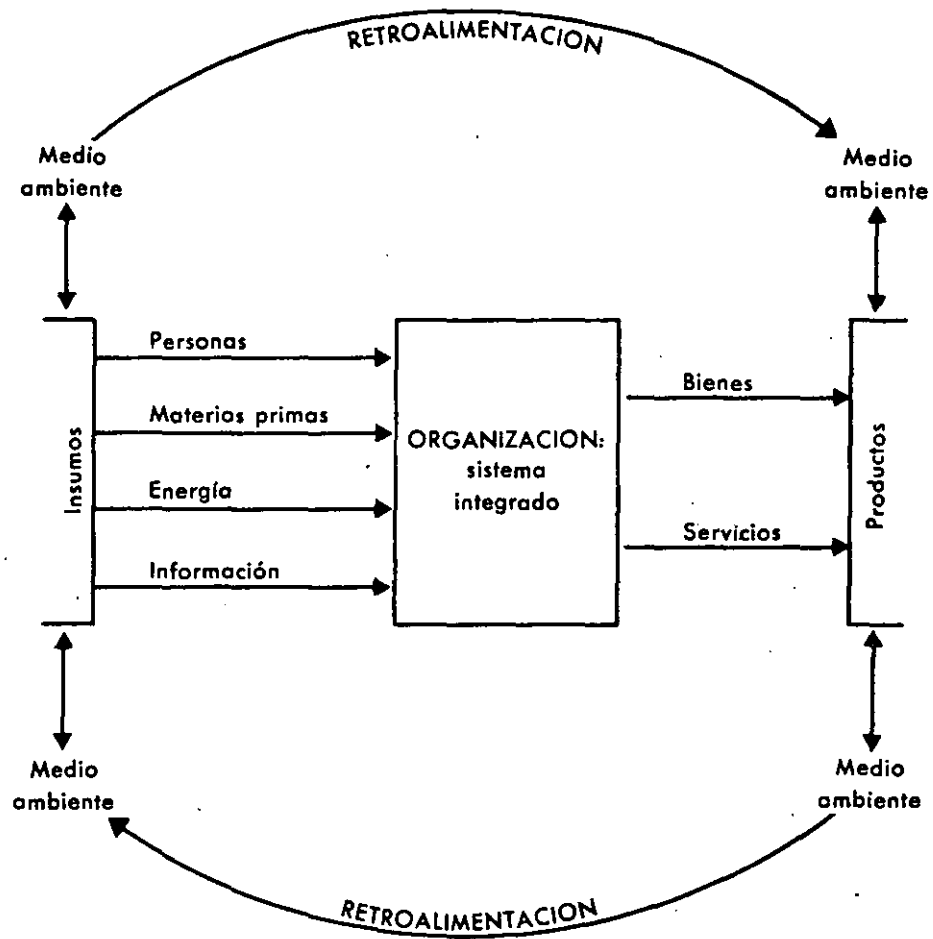 RETROALIMENTACION
Medio
ambiente
Medio
ambiente
Insumos
Personas
Materias primas
Energía
Información
ORGANIZACION:
sistema
integrado
Bienes
Servicios
Productos
Medio
ambiente
Medio
ambiente
RETROALIMENTACION